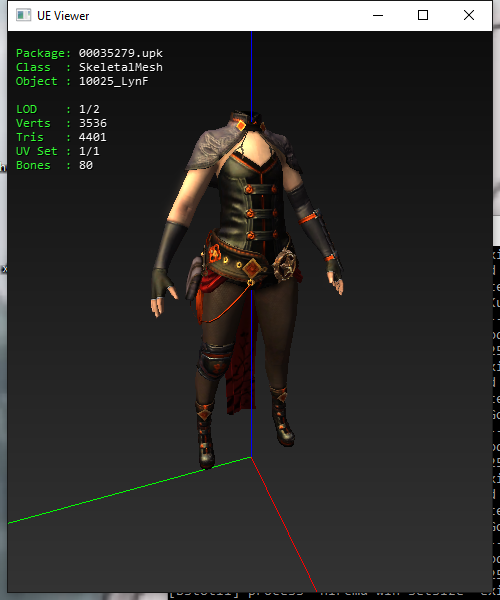 UE Viewer
Package: 00035279.upk
Class : SkeletalMesh
Object : 10025_LynF
LOD : 1/2
Verts : 3536
Tris : 4401
UV Set : 1/1
Bones : 80